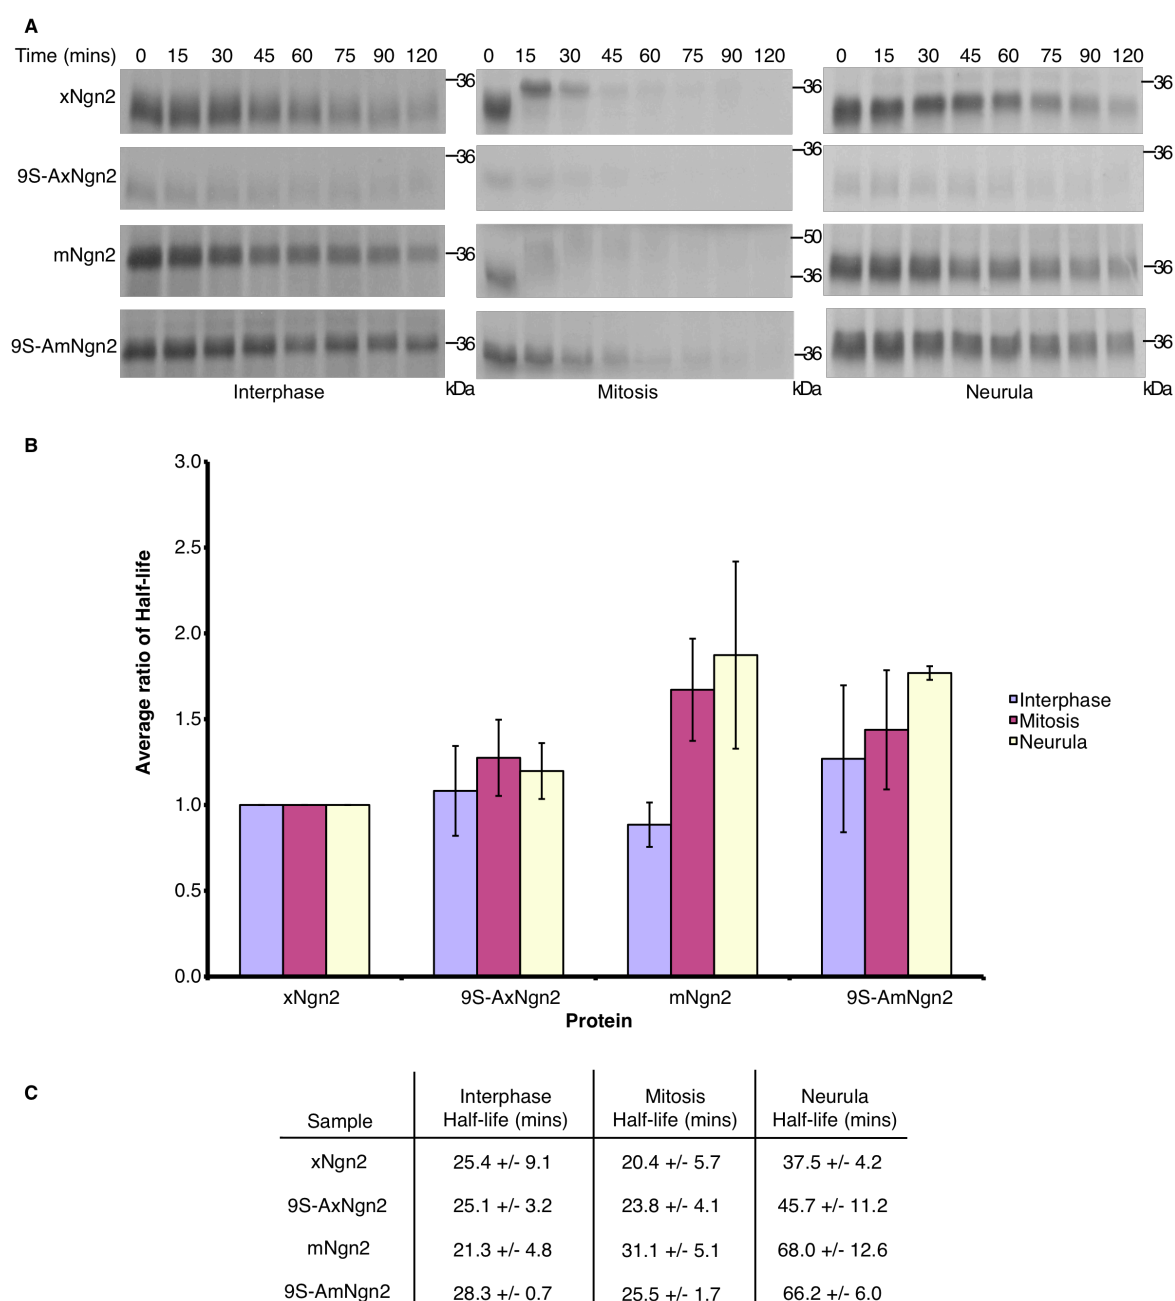 A
Time (mins) 0 15 30 45 60 75 90 120 0 15 30 45 60 75 90 120 0 15 30 45 60 75 90 120
xNgn2 36 36 36
9S-AxNgn2 36 36 36
mNgn2 36 50 36 36
9S-AmNgn2 36 36 36
Interphase kDa Mitosis kDa Neurula kDa
B
3.0
2.5
2.0
1.5
1.0
0.5
0.0
Average ratio of Half-life
Interphase
Mitosis
Neurula
xNgn2 9S-AxNgn2 mNgn2 9S-AmNgn2
Protein
C
Interphase Mitosis Neurula
Sample Half-life (mins) Half-life (mins) Half-life (mins)
xNgn2 25.4 +/- 9.1 20.4 +/- 5.7 37.5 +/- 4.2
9S-AxNgn2 25.1 +/- 3.2 23.8 +/- 4.1 45.7 +/- 11.2
mNgn2 21.3 +/- 4.8 31.1 +/- 5.1 68.0 +/- 12.6
9S-AmNgn2 28.3 +/- 0.7 25.5 +/- 1.7 66.2 +/- 6.0